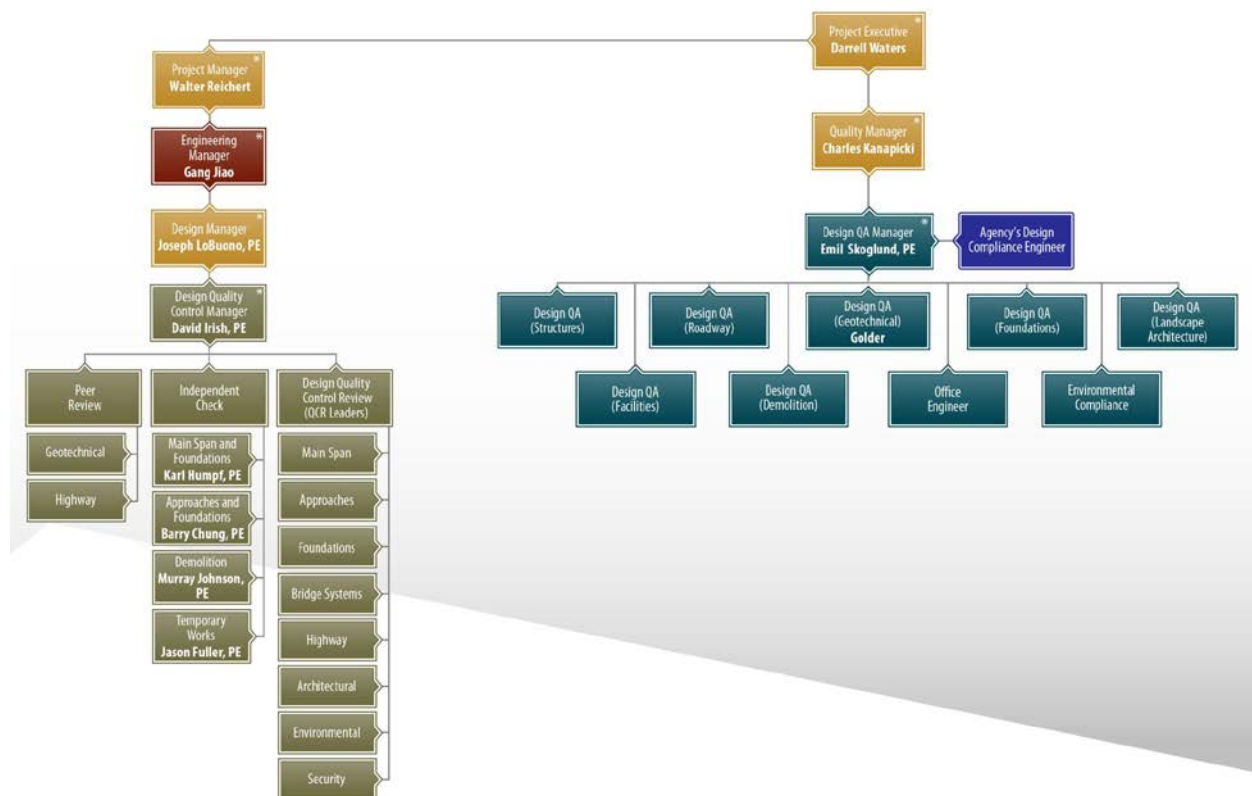 Project Executive *
Darrell Waters
Project Manager *
Walter Reichert
Engineering *
Manager
Gang Jiao
Quality Manager *
Charles Kanapicki
Design Manager *
Joseph LoBuono, PE
Design QA Manager *
Emil Skoglund, PE
Agency's Design
Compliance Engineer
Design Quality *
Control Manager
David Irish, PE
Design QA
(Structures)
Design QA
(Roadway)
Design QA
(Geotechnical)
Golder
Design QA
(Foundations)
Design QA
(Landscape
Architecture)
Design QA
(Facilities)
Design QA
(Demolition)
Office
Engineer
Environmental
Compliance
Peer
Review
Geotechnical
Highway
Independent
Check
Main Span and
Foundations
Karl Humpf, PE
Approaches and
Foundations
Barry Chung, PE
Demolition
Murray Johnson,
PE
Temporary
Works
Jason Fuller, PE
Design Quality
Control Review
(QCR Leaders)
Main Span
Approaches
Foundations
Bridge Systems
Highway
Architectural
Environmental
Security